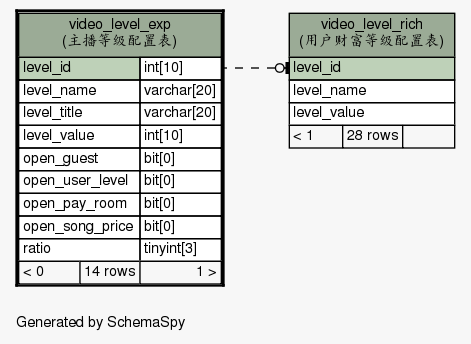 video_level_exp
(主播等级配置表)
level_id int[10]
level_name varchar[20]
level_title varchar[20]
level_value int[10]
open_guest bit[0]
open_user_level bit[0]
open_pay_room bit[0]
open_song_price bit[0]
ratio tinyint[3]
< 0 14 rows 1 >
video_level_rich
(用户财富等级配置表)
level_id
level_name
level_value
< 1 28 rows
Generated by SchemaSpy